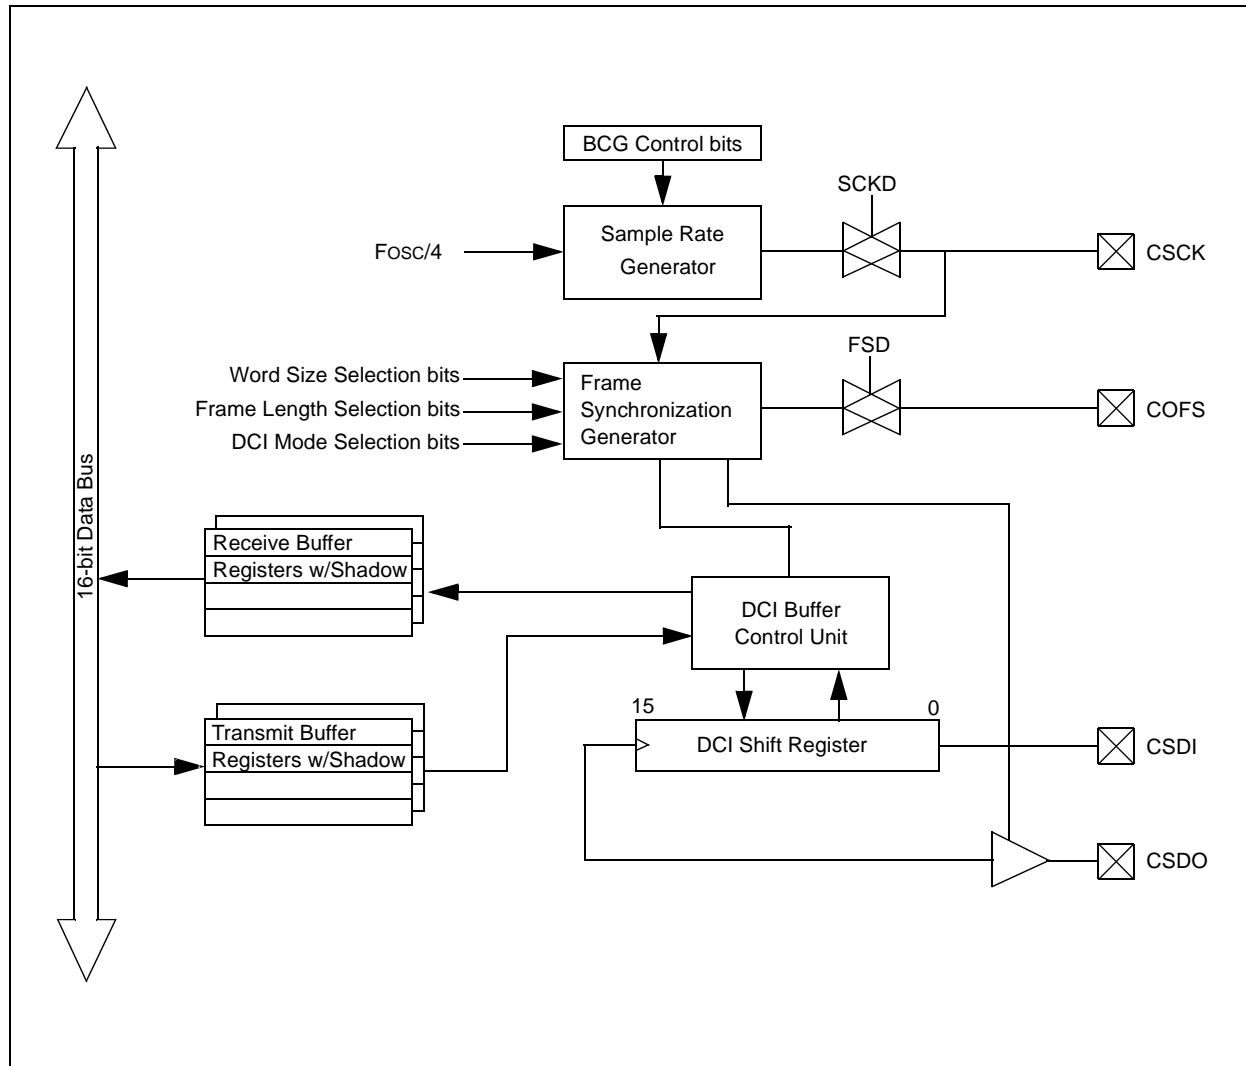 BCG Control bits
SCKD
Sample Rate
Generator
FOSC/4
CSCK
FSD
Word Size Selection bits
Frame Length Selection bits
DCI Mode Selection bits
Frame
Synchronization
Generator
COFS
16-bit Data Bus
Receive Buffer
Registers w/Shadow
DCI Buffer
Control Unit
15
0
Transmit Buffer
Registers w/Shadow
DCI Shift Register
CSDI
CSDO